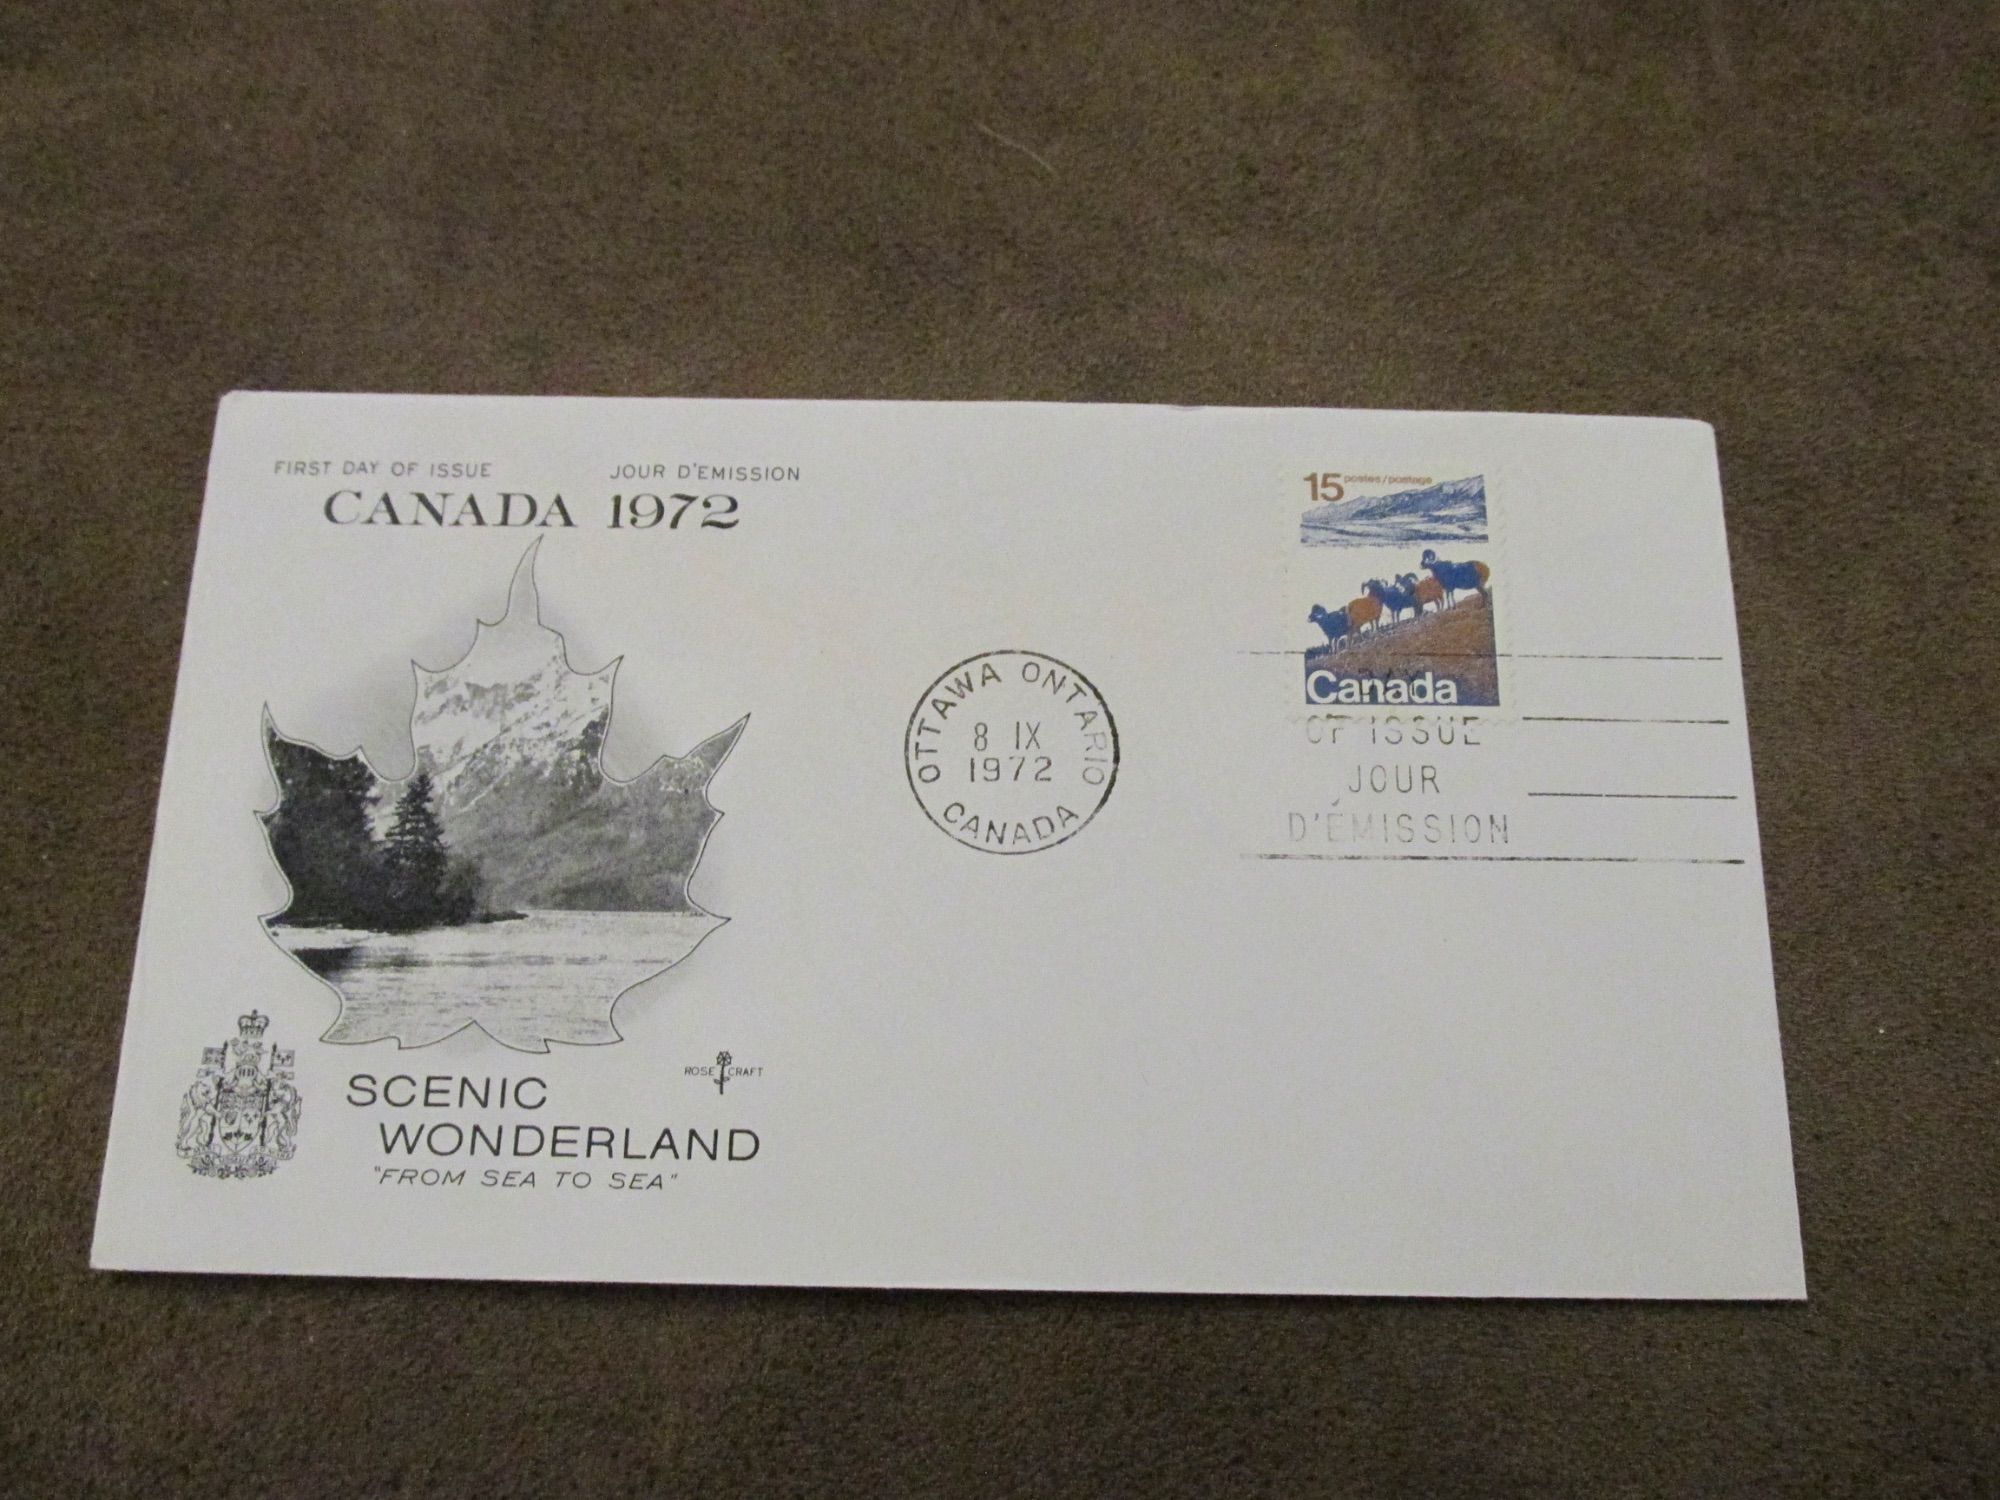 FIRST DAY OF ISSUE JOUR D'EMISSION
CANADA 1972
SCENIC
WONDERLAND
"FROM SEA TO SEA"
ROSE CRAFT
OTTAWA ONTARIO
8 IX
1972
CANADA
15 postes/postage
Canada
OF ISSUE
JOUR
D'ÉMISSION